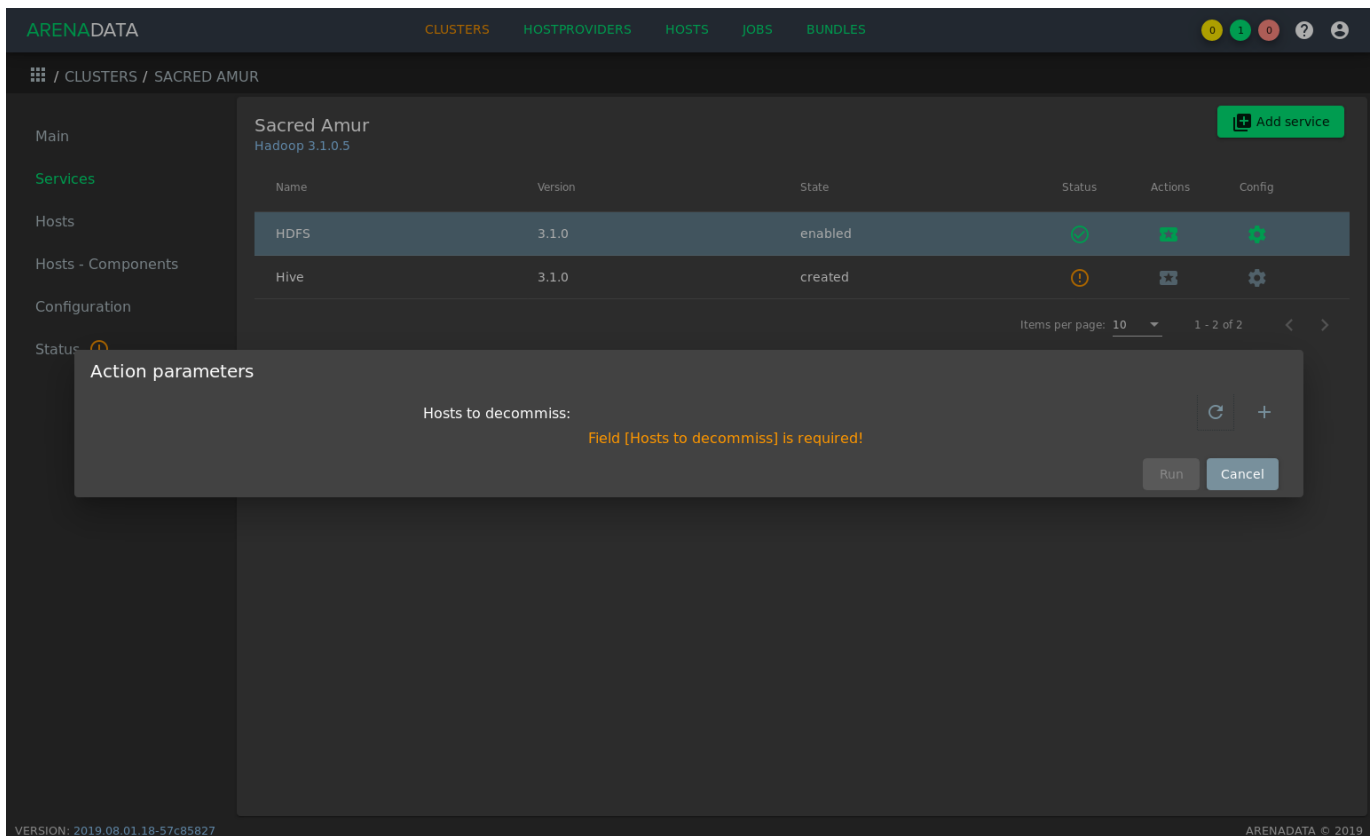 ARENADATA CLUSTERS HOSTPROVIDERS HOSTS JOBS BUNDLES 0 1 0
/ CLUSTERS / SACRED AMUR
Main
Services
Hosts
Hosts - Components
Configuration
Status
Sacred Amur
Hadoop 3.1.0.5
Add service
Name Version State Status Actions Config
HDFS 3.1.0 enabled
Hive 3.1.0 created
Items per page: 10 1 - 2 of 2
Action parameters
Hosts to decommiss:
Field [Hosts to decommiss] is required!
Run Cancel
VERSION: 2019.08.01.18-57c85827 ARENADATA © 2019